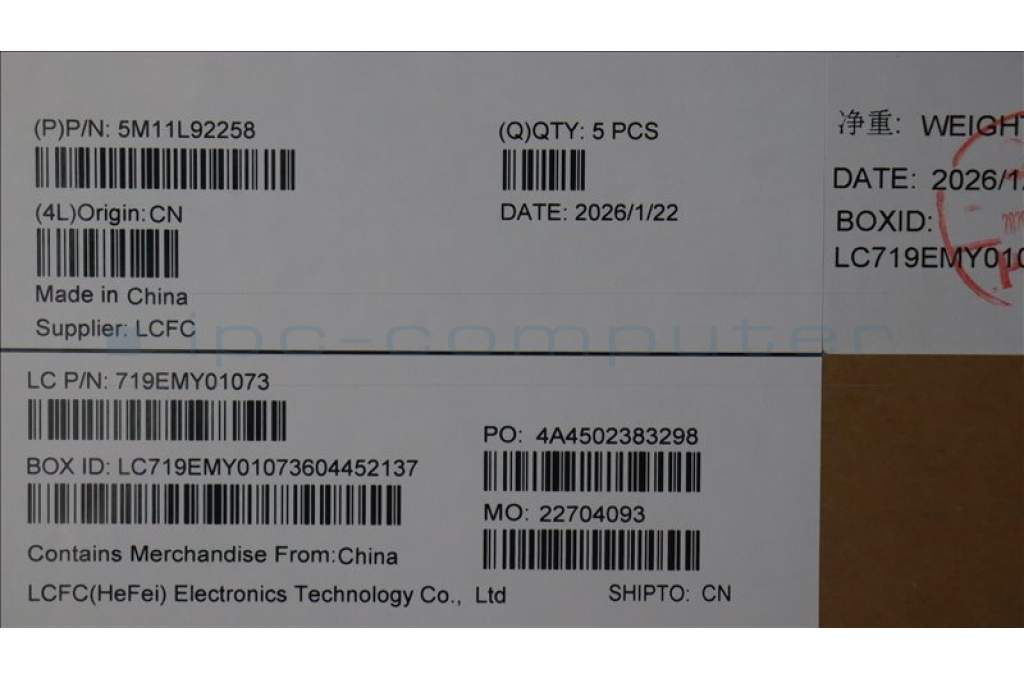 (P)P/N: 5M11L92258
(Q)QTY: 5 PCS
(4L)Origin:CN
DATE: 2026/1/22
Made in China
Supplier: LCFC
净重: WEIGHT
DATE: 2026/1/
BOXID:
LC719EMY010
ipc-computer
LC P/N: 719EMY01073
BOX ID: LC719EMY01073604452137
PO: 4A4502383298
MO: 22704093
Contains Merchandise From:China
LCFC(HeFei) Electronics Technology Co., Ltd
SHIPTO: CN